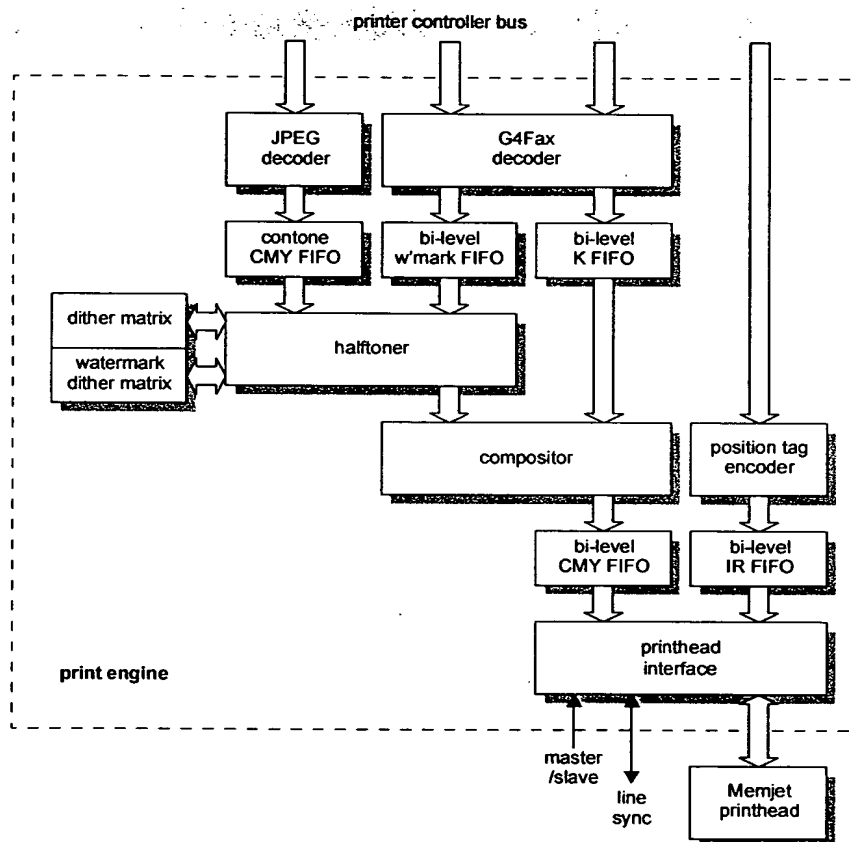 printer controller bus
JPEG
decoder
G4Fax
decoder
contone
CMY FIFO
bi-level
w'mark FIFO
bi-level
K FIFO
dither matrix
watermark
dither matrix
halftoner
compositor
position tag
encoder
bi-level
CMY FIFO
bi-level
IR FIFO
printhead
interface
print engine
master
/slave
line
sync
Memjet
printhead